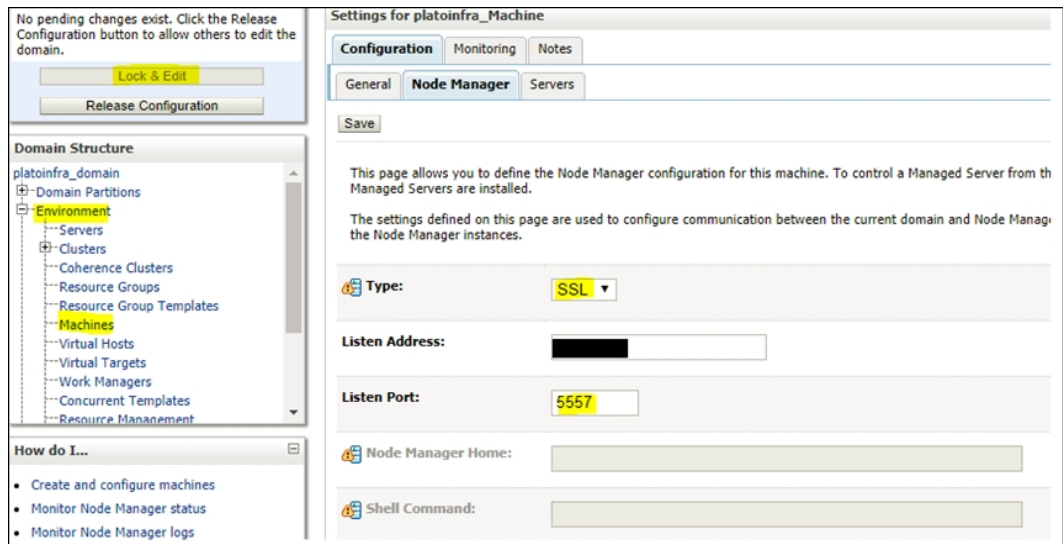 No pending changes exist. Click the Release
Configuration button to allow others to edit the
domain.
Lock & Edit
Release Configuration
Domain Structure
platoinfra_domain
Domain Partitions
Environment
Servers
Clusters
Coherence Clusters
Resource Groups
Resource Group Templates
Machines
Virtual Hosts
Virtual Targets
Work Managers
Concurrent Templates
Resource Management
How do I...
Create and configure machines
Monitor Node Manager status
Monitor Node Manager logs
Settings for platoinfra_Machine
Configuration Monitoring Notes
General Node Manager Servers
Save
This page allows you to define the Node Manager configuration for this machine. To control a Managed Server from th
Managed Servers are installed.
The settings defined on this page are used to configure communication between the current domain and Node Manage
the Node Manager instances.
Type: SSL
Listen Address:
Listen Port: 5557
Node Manager Home:
Shell Command: